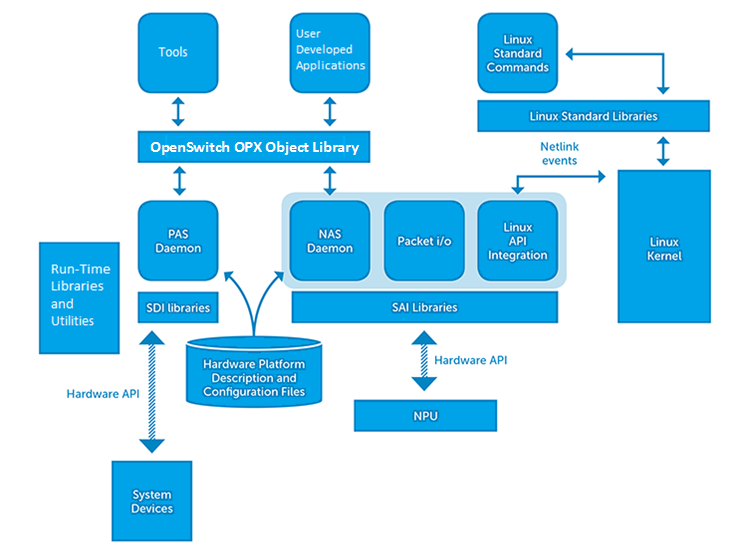 Tools
User
Developed
Applications
Linux
Standard
Commands
OpenSwitch OPX Object Library
Linux Standard Libraries
Netlink
events
PAS
Daemon
NAS
Daemon
Packet i/o
Linux
API
Integration
Linux
Kernel
Run-Time
Libraries
and
Utilities
SDI libraries
SAI Libraries
Hardware Platform
Description and
Configuration Files
Hardware API
Hardware API
NPU
System
Devices